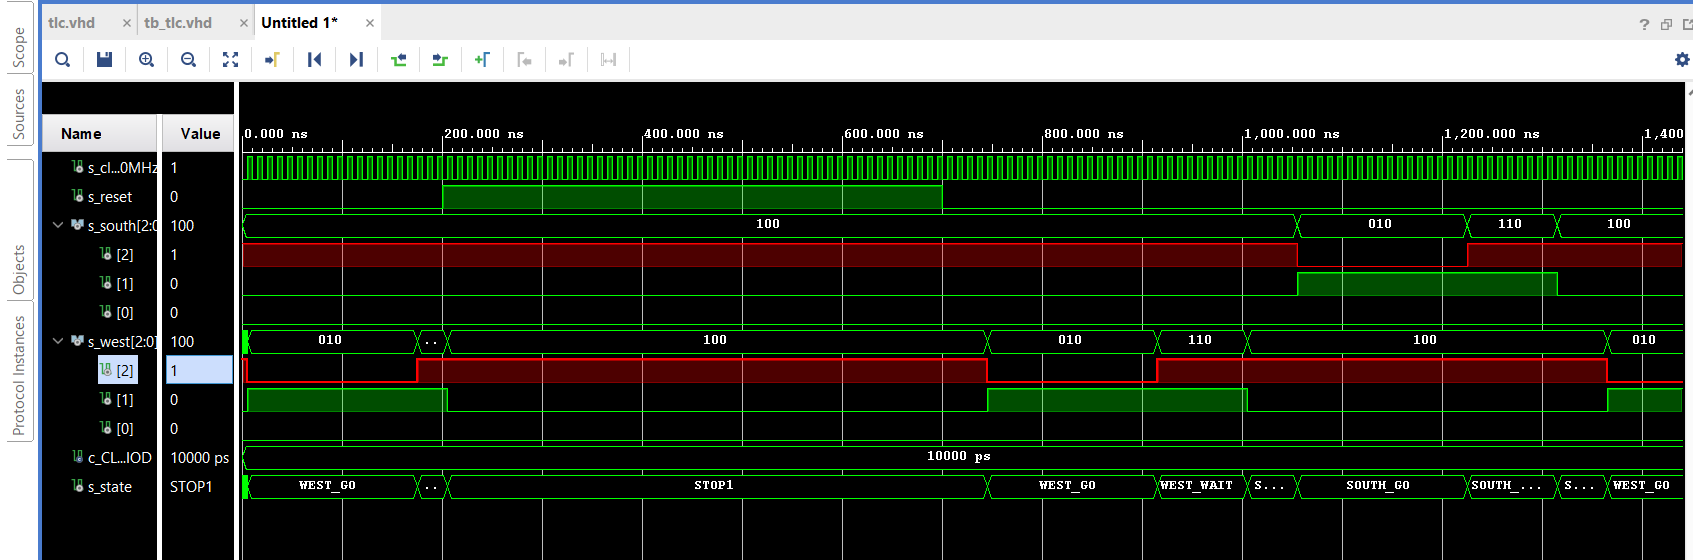 tlc.vhd × tb_tlc.vhd × Untitled 1* ×
?
Scope
Sources
Objects
Protocol Instances
Name Value
0.000 ns 200.000 ns 400.000 ns 600.000 ns 800.000 ns 1,000.000 ns 1,200.000 ns 1,400
s_cl...0MHz 1
s_reset 0
s_south[2:0 100 100 010 110 100
[2] 1
[1] 0
[0] 0
s_west[2:0] 100 010 .. 100 010 110 100 010
[2] 1
[1] 0
[0] 0
c_CL...IOD 10000 ps 10000 ps
s_state STOP1 WEST_GO .. STOP1 WEST_GO WEST_WAIT S... SOUTH_GO SOUTH_... S... WEST_GO